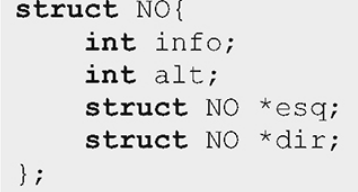 struct NO{
    int info;
    int alt;
    struct NO *esq;
    struct NO *dir;
};